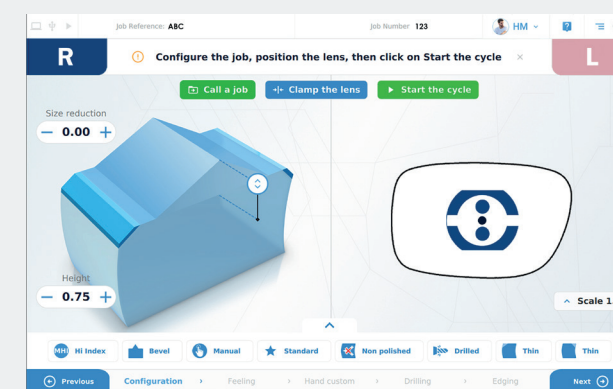 Job Reference: ABC
Job Number 123
HM
?
R
Configure the job, position the lens, then click on Start the cycle
L
Call a job
Clamp the lens
Start the cycle
Size reduction
− 0.00 +
Height
− 0.75 +
Scale 1.
MHI Hi Index
Bevel
Manual
Standard
Non polished
Drilled
Thin
Thin
Previous
Configuration
Feeling
Hand custom
Drilling
Edging
Next